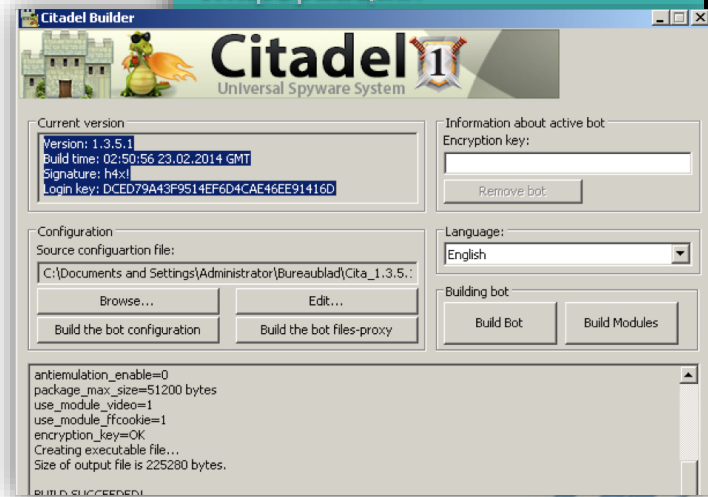 Citadel Builder
Citadel 1
Universal Spyware System
Current version
Version: 1.3.5.1
Build time: 02:50:56 23.02.2014 GMT
Signature: h4x!
Login key: DCED79A43F9514EF6D4CAE46EE91416D
Information about active bot
Encryption key:
Remove bot
Configuration
Source configuartion file:
C:\Documents and Settings\Administrator\Bureaublad\Cita_1.3.5.:
Browse...
Edit...
Build the bot configuration
Build the bot files-proxy
Language:
English
Building bot
Build Bot
Build Modules
antiemulation_enable=0
package_max_size=51200 bytes
use_module_video=1
use_module_ffcookie=1
encryption_key=OK
Creating executable file...
Size of output file is 225280 bytes.
BUILD SUCCEEDED!